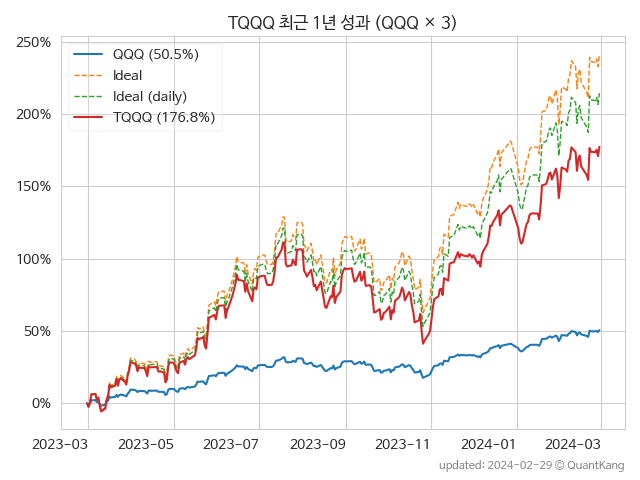 TQQQ 최근 1년 성과 (QQQ × 3)
250%
200%
150%
100%
50%
0%
QQQ (50.5%)
Ideal
Ideal (daily)
TQQQ (176.8%)
2023-03
2023-05
2023-07
2023-09
2023-11
2024-01
2024-03
updated: 2024-02-29 © QuantKang